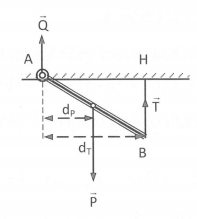 Q⃗
A H
d_P T⃗
d_T B
P⃗